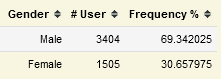 Gender # User Frequency %
Male 3404 69.342025
Female 1505 30.657975